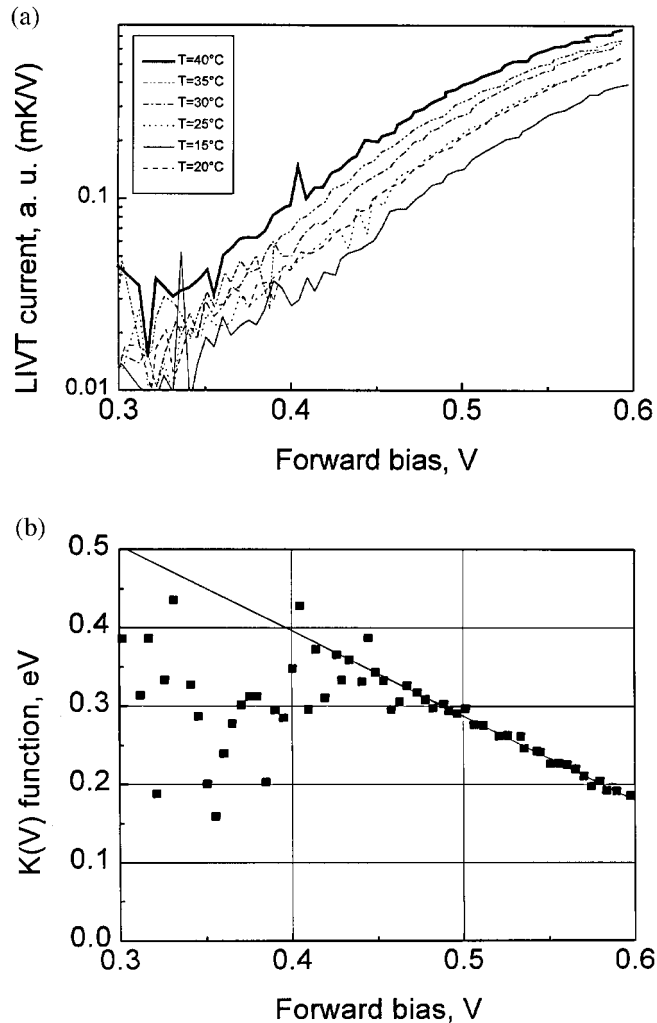 (a)
LIVT current, a. u. (mK/V)
T=40°C
T=35°C
T=30°C
T=25°C
T=15°C
T=20°C
0.1
0.01
0.3
0.4
0.5
0.6
Forward bias, V
(b)
K(V) function, eV
0.5
0.4
0.3
0.2
0.1
0.0
0.3
0.4
0.5
0.6
Forward bias, V